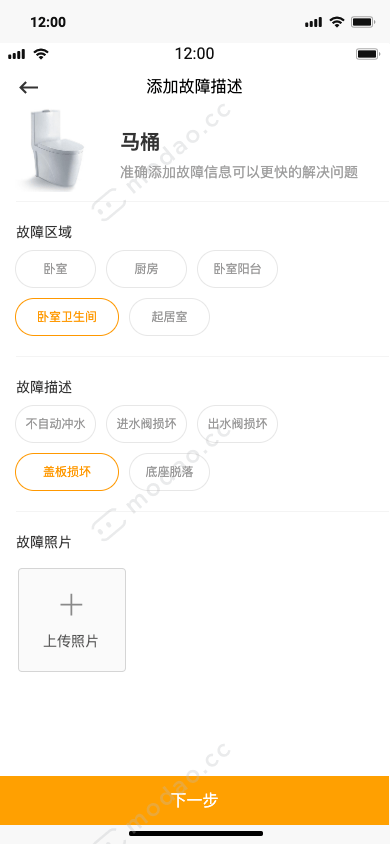 12:00
12:00
添加故障描述
马桶
准确添加故障信息可以更快的解决问题
故障区域
卧室 厨房 卧室阳台
卧室卫生间 起居室
故障描述
不自动冲水 进水阀损坏 出水阀损坏
盖板损坏 底座脱落
故障照片
上传照片
下一步
modao.cc
modao.cc
modao.cc